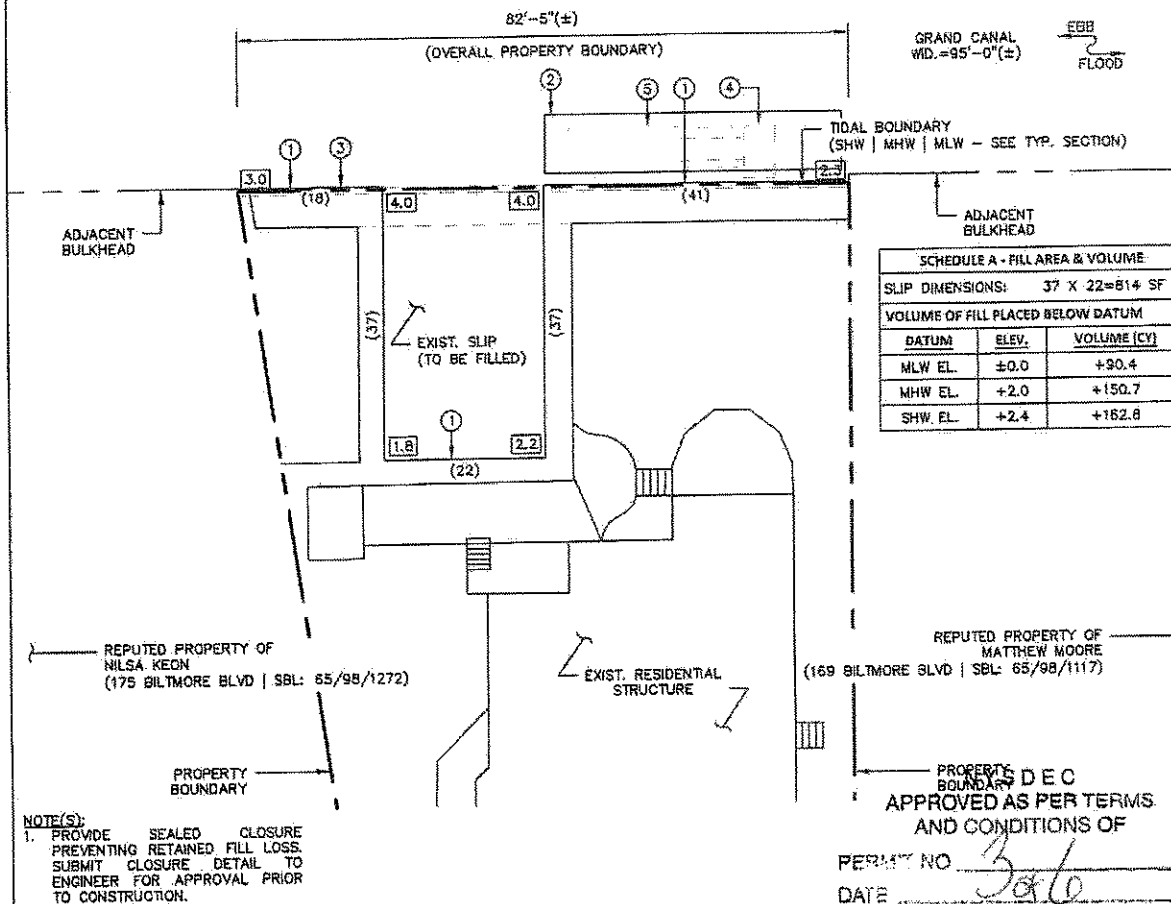 82'-5"(±)
(OVERALL PROPERTY BOUNDARY)
GRAND CANAL
WID.=95'-0"(±)
EBB
FLOOD
2
5
1
4
1
3
TIDAL BOUNDARY
(SHW | MHW | MLW - SEE TYP. SECTION)
3.0
(18)
4.0
4.0
(41)
2.3
ADJACENT
BULKHEAD
ADJACENT
BULKHEAD
SCHEDULE A - FILL AREA & VOLUME
SLIP DIMENSIONS: 37 X 22=814 SF
VOLUME OF FILL PLACED BELOW DATUM
DATUM ELEV. VOLUME (CY)
MLW EL. ±0.0 +90.4
MHW EL. +2.0 +150.7
SHW. EL. +2.4 +162.8
(37)
EXIST. SLIP
(TO BE FILLED)
(37)
1.8
1
2.2
(22)
REPUTED PROPERTY OF
NILSA KEON
(175 BILTMORE BLVD | SBL: 65/98/1272)
EXIST. RESIDENTIAL
STRUCTURE
REPUTED PROPERTY OF
MATTHEW MOORE
(169 BILTMORE BLVD | SBL: 65/98/1117)
PROPERTY
BOUNDARY
PROPERTY
BOUNDARY
NYSDEC
APPROVED AS PER TERMS
AND CONDITIONS OF
PERMIT NO
DATE
3 of 6
NOTE(S):
1. PROVIDE SEALED CLOSURE
PREVENTING RETAINED FILL LOSS.
SUBMIT CLOSURE DETAIL TO
ENGINEER FOR APPROVAL PRIOR
TO CONSTRUCTION.